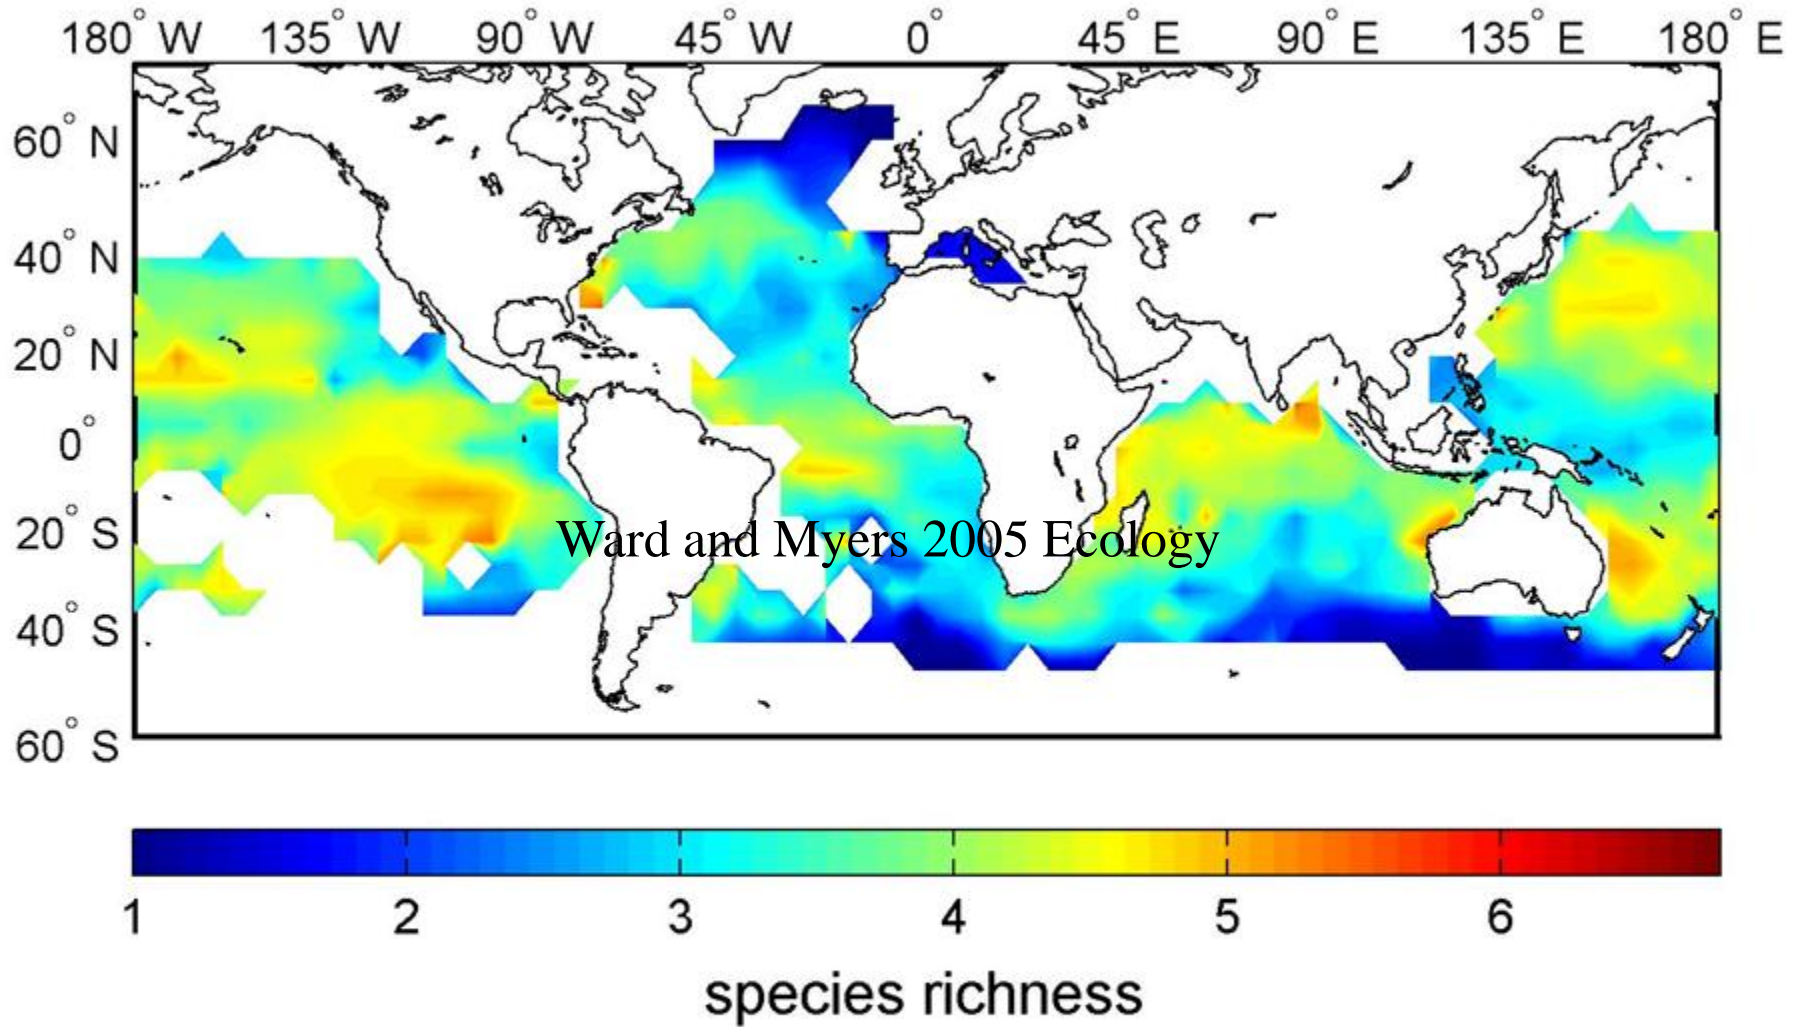 180° W 135° W 90° W 45° W 0° 45° E 90° E 135° E 180° E
60° N
40° N
20° N
0°
20° S
40° S
60° S
Ward and Myers 2005 Ecology
1 2 3 4 5 6
species richness